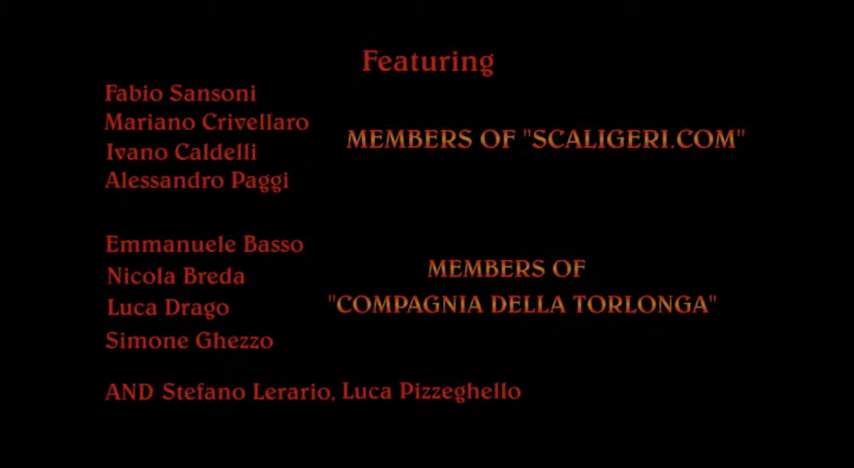 Featuring
Fabio Sansoni
Mariano Crivellaro
Ivano Caldelli
Alessandro Paggi
MEMBERS OF "SCALIGERI.COM"
Emmanuele Basso
Nicola Breda
Luca Drago
Simone Ghezzo
MEMBERS OF
"COMPAGNIA DELLA TORLONGA"
AND Stefano Lerario, Luca Pizzeghello